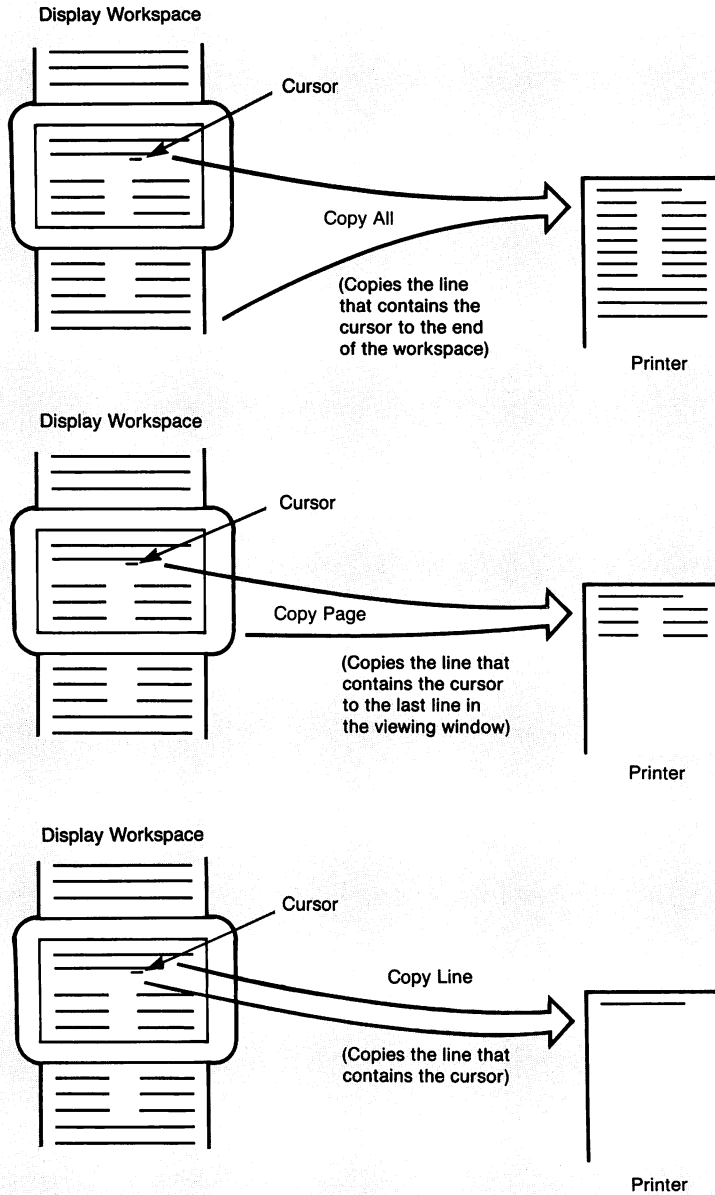 Display Workspace
Cursor
Copy All
(Copies the line
that contains the
cursor to the end
of the workspace)
Printer
Display Workspace
Cursor
Copy Page
(Copies the line that
contains the cursor
to the last line in
the viewing window)
Printer
Display Workspace
Cursor
Copy Line
(Copies the line that
contains the cursor)
Printer